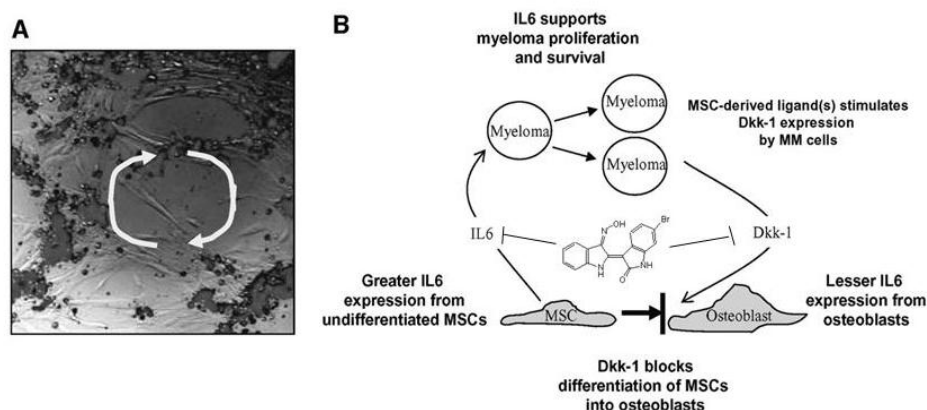 A
B
IL6 supports
myeloma proliferation
and survival
Myeloma
Myeloma
Myeloma
MSC-derived ligand(s) stimulates
Dkk-1 expression
by MM cells
IL6
N
OH
Br
N
H
O
NH
Dkk-1
Greater IL6
expression from
undifferentiated MSCs
MSC
Osteoblast
Lesser IL6
expression from
osteoblasts
Dkk-1 blocks
differentiation of MSCs
into osteoblasts